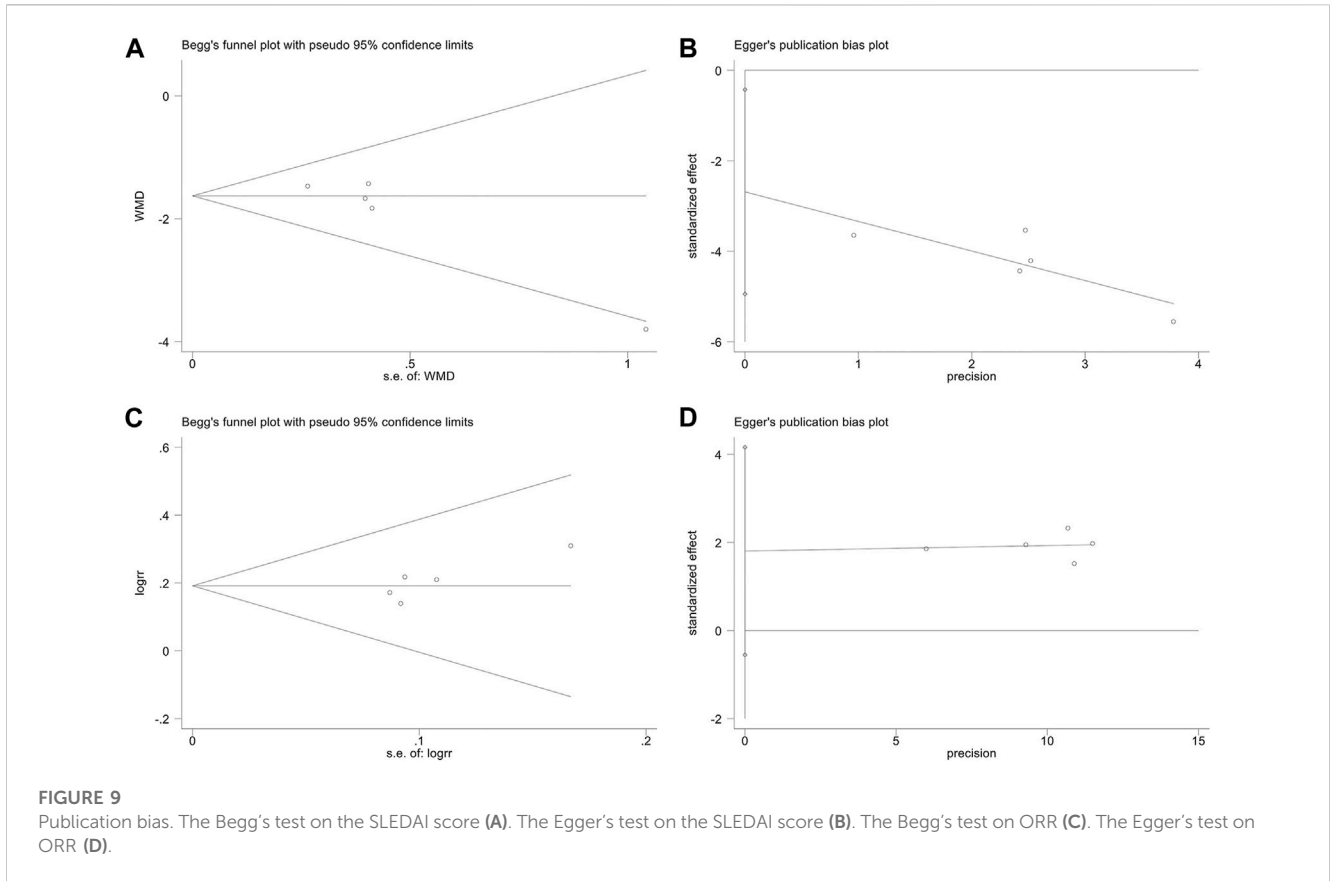 A
Begg's funnel plot with pseudo 95% confidence limits
WMD
0
-2
-4
0
.5
1
s.e. of: WMD
B
Egger's publication bias plot
standardized effect
0
-2
-4
-6
0
1
2
3
4
precision
C
Begg's funnel plot with pseudo 95% confidence limits
logrr
.6
.4
.2
0
-.2
0
.1
.2
s.e. of: logrr
D
Egger's publication bias plot
standardized effect
4
2
0
-2
0
5
10
15
precision
FIGURE 9
Publication bias. The Begg's test on the SLEDAI score (A). The Egger's test on the SLEDAI score (B). The Begg's test on ORR (C). The Egger's test on
ORR (D).